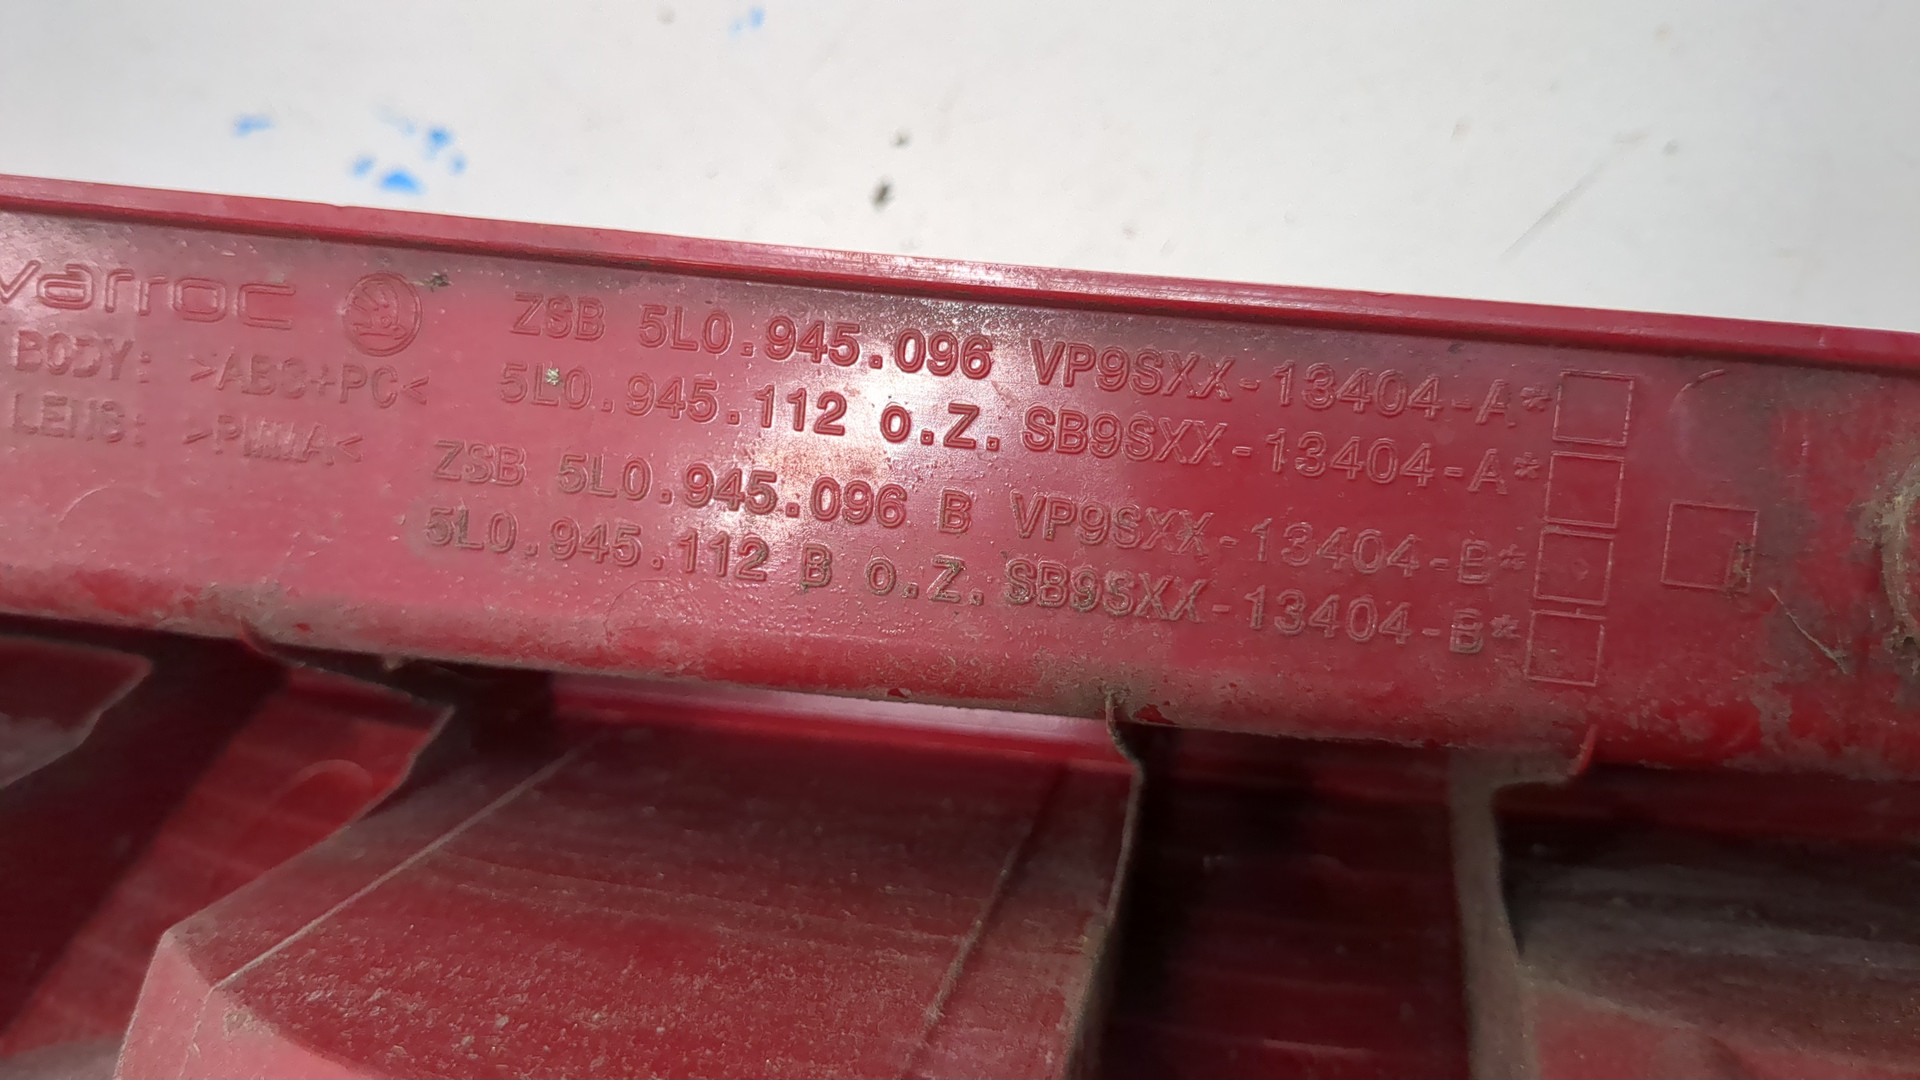 varroc
BODY: >ABS+PC<
LENS: >PMMA<
ZSB 5L0.945.096 VP9SXX-13404-A*
5L0.945.112 o.Z. SB9SXX-13404-A*
ZSB 5L0.945.096 B VP9SXX-13404-B*
5L0.945.112 B o.Z. SB9SXX-13404-B*